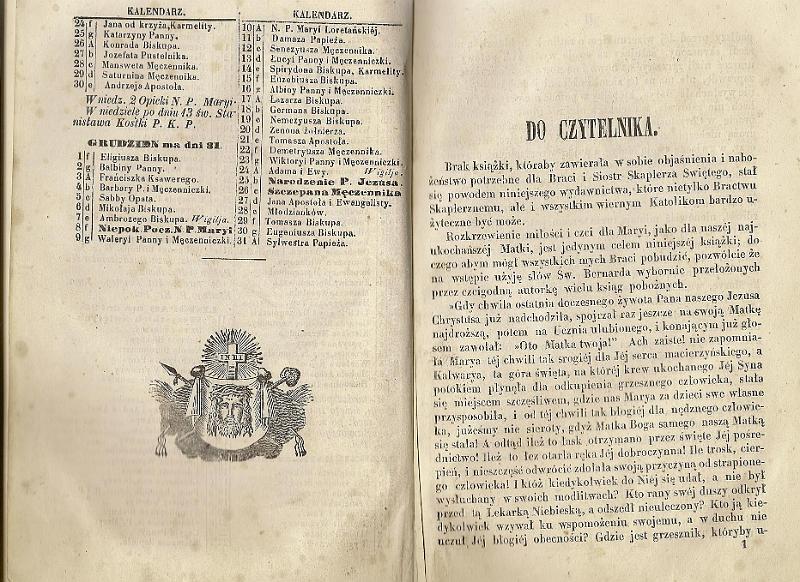 KALENDARZ.
24 f Jana od krzyża, Karmelity.
25 g Katarzyny Panny.
26 A Konrada Biskupa.
27 b Jozefata Pustelnika.
28 c Mansweta Męczennika.
29 d Saturnina Męczennika.
30 e Andrzeja Apostoła.
W niedz. 2 Opieki N. P. Maryi
W niedziele po dniu 13 św. Sta-
nisława Kostki P. K. P.
GRUDZIEŃ ma dni 31
1 f Eligiusza Biskupa.
2 g Balbiny Panny.
3 A Franciszka Ksawerego.
4 b Barbory P. i Męczenniczki.
5 c Sabby Opata.
6 d Mikołaja Biskupa.
7 e Ambrożego Biskupa. Wigilja.
8 f Niepok. Pocz. N. P. Maryi
9 g Waleryi Panny i Męczenniczki.
KALENDARZ.
10 A N. P. Maryi Loretańskiéj.
11 b Damaza Papieża.
12 c Senezyusza Męczennika.
13 d Łucyi Panny i Męczenniczki.
14 e Spirydona Biskupa, Karmelity.
15 f Euzebiusza Biskupa.
16 g Albiny Panny i Męczenniczki.
17 A Łazarza Biskupa.
18 b Germana Biskupa.
19 c Nemezyusza Biskupa.
20 d Zenona żołnierza.
21 e Tomasza Apostoła.
22 f Demetryusza Męczennika.
23 g Wiktoryi Panny i Męczenniczki.
24 A Adama i Ewy. Wigilja.
25 b Narodzenie P. Jezusa.
26 c Szczepana Męczennika
27 d Jana Apostoła i Ewangelisty.
28 e Młodzianków.
29 f Tomasza Biskupa.
30 g Eugeniusza Biskupa.
31 A Sylwestra Papieża.
INRI
DO CZYTELNIKA.
Brak książki, któraby zawierała w sobie objaśnienia i nabo-
żeństwo potrzebne dla Braci i Siostr Skaplerza Świętego, stał
się powodem niniejszego wydawnictwa, które nietylko Bractwu
Skaplerznemu, ale i wszystkim wiernym Katolikom bardzo u-
żyteczne być może.
Rozkrzewienie miłości i czci dla Maryi, jako dla naszéj naj-
ukochańszéj Matki, jest jedynym celem niniejszéj książki; do
czego abym mógł wszystkich mych Braci pobudzić, pozwólcie że
na wstępie użyję słów Św. Bernarda wybornie przełożonych
przez czcigodną autorkę wielu ksiąg pobożnych.
»Gdy chwila ostatnia doczesnego żywota Pana naszego Jezusa
Chrystusa już nadchodziła, spojrzał raz jeszcze na swoją Matkę
najdroższą, potem na Ucznia ulubionego, i konającym już gło-
sem zawołał: »Oto Matka twoja!” Ach zaiste! nie zapomnia-
ła Marya téj chwili tak srogiéj dla Jéj serca macierzyńskiego, a
Kalwarya, ta góra święta, na któréj krew ukochanego Jéj Syna
potokiem płynęła dla odkupienia grzesznego człowieka, stała
się miejscem szczęśliwem, gdzie nas Marya za dzieci swe własne
przysposobiła, i od téj chwili tak błogiéj dla nędznego człowie-
ka, jużeśmy nie sieroty, gdyż Matka Boga samego naszą Matką
się stała! A odtąd ileż to łask otrzymano przez święte Jéj pośre-
dnictwo! Ileż to łez otarła ręka Jéj dobroczynna! Ile trosk, cier-
pień, i nieszczęść odwrócić zdołała swoją przyczyną od strapione-
go człowieka! I któż kiedykolwiek do Niéj się udał, a nie był
wysłuchany w swoich modlitwach? Kto rany swéj duszy odkrył
przed tą Lekarką Niebieską, a odszedł nieuleczony? Kto ją kie-
dykolwiek wzywał ku wspomożeniu swojemu, a w duchu nie
uczuł Jéj błogiéj obecności? Gdzie jest grzesznik, któryby u-
1